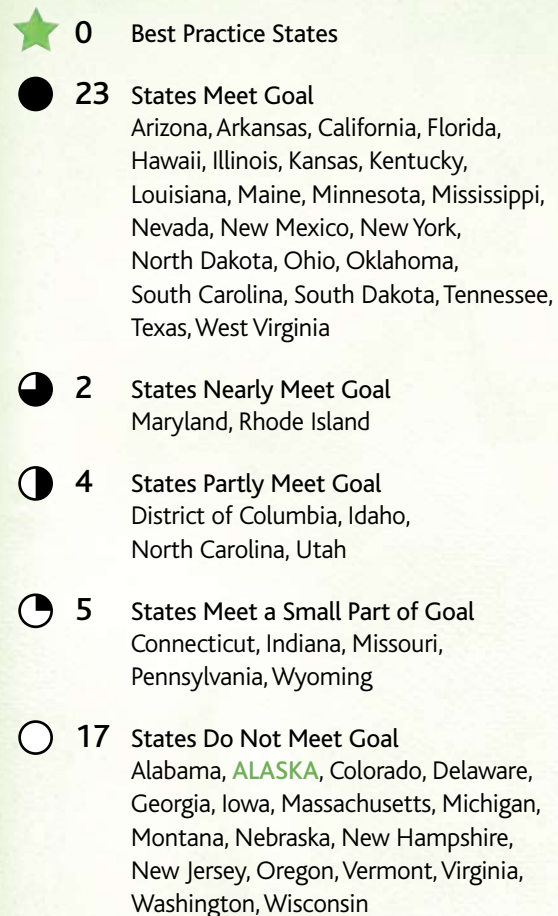 0 Best Practice States
23 States Meet Goal
Arizona, Arkansas, California, Florida,
Hawaii, Illinois, Kansas, Kentucky,
Louisiana, Maine, Minnesota, Mississippi,
Nevada, New Mexico, New York,
North Dakota, Ohio, Oklahoma,
South Carolina, South Dakota, Tennessee,
Texas, West Virginia
2 States Nearly Meet Goal
Maryland, Rhode Island
4 States Partly Meet Goal
District of Columbia, Idaho,
North Carolina, Utah
5 States Meet a Small Part of Goal
Connecticut, Indiana, Missouri,
Pennsylvania, Wyoming
17 States Do Not Meet Goal
Alabama, ALASKA, Colorado, Delaware,
Georgia, Iowa, Massachusetts, Michigan,
Montana, Nebraska, New Hampshire,
New Jersey, Oregon, Vermont, Virginia,
Washington, Wisconsin